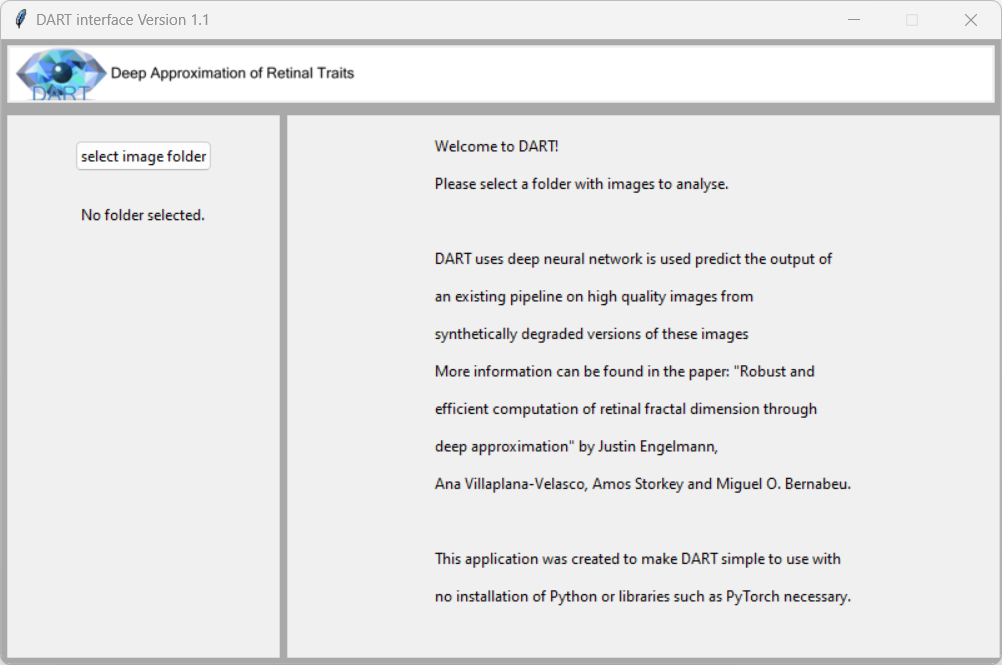 DART interface Version 1.1
DART
Deep Approximation of Retinal Traits
select image folder
No folder selected.
Welcome to DART!
Please select a folder with images to analyse.
DART uses deep neural network is used predict the output of
an existing pipeline on high quality images from
synthetically degraded versions of these images
More information can be found in the paper: "Robust and
efficient computation of retinal fractal dimension through
deep approximation" by Justin Engelmann,
Ana Villaplana-Velasco, Amos Storkey and Miguel O. Bernabeu.
This application was created to make DART simple to use with
no installation of Python or libraries such as PyTorch necessary.